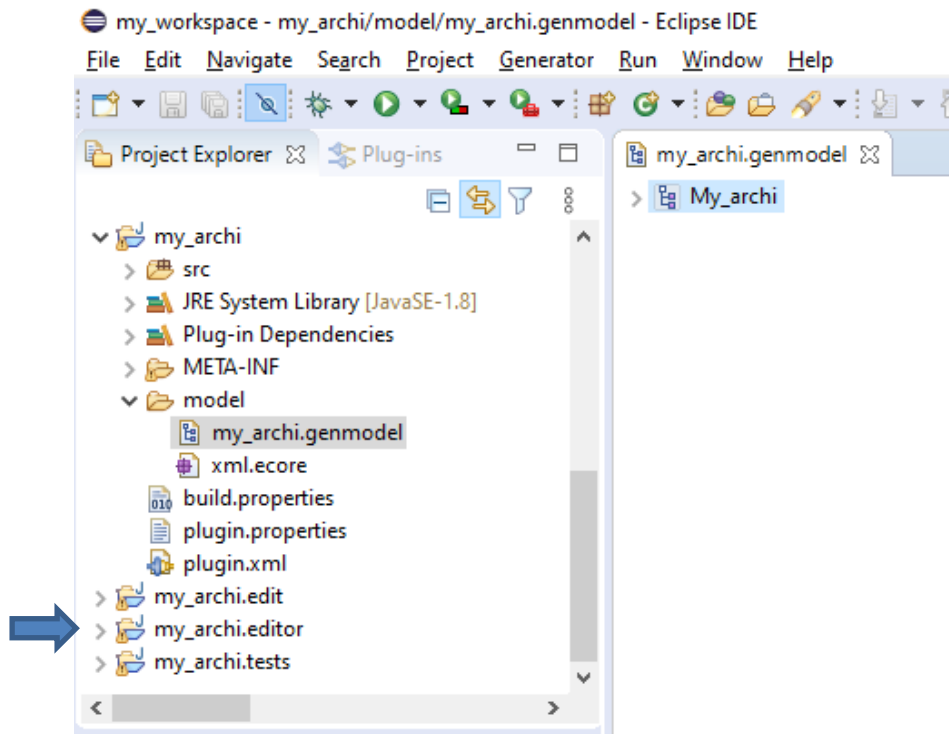 my_workspace - my_archi/model/my_archi.genmodel - Eclipse IDE
File Edit Navigate Search Project Generator Run Window Help
Project Explorer Plug-ins
my_archi.genmodel
My_archi
my_archi
src
JRE System Library [JavaSE-1.8]
Plug-in Dependencies
META-INF
model
my_archi.genmodel
xml.ecore
build.properties
plugin.properties
plugin.xml
my_archi.edit
my_archi.editor
my_archi.tests